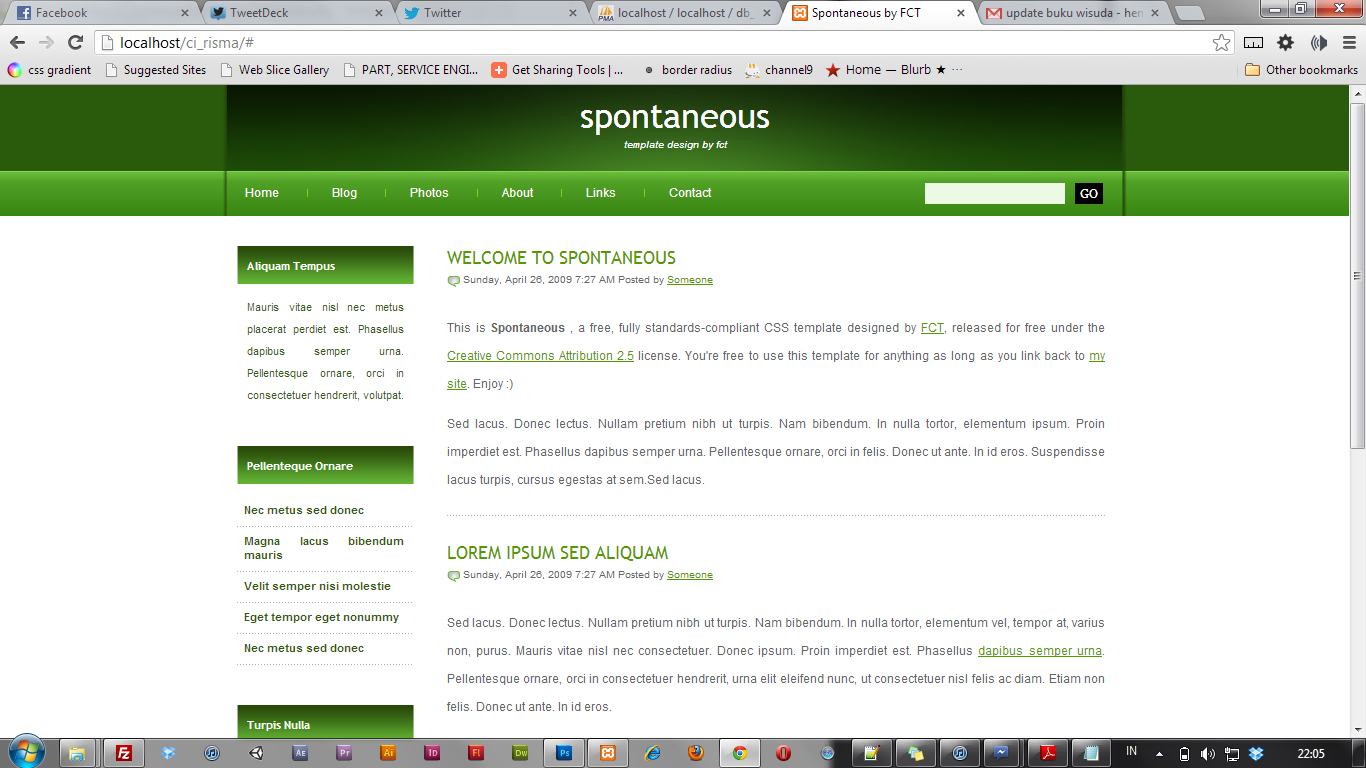 Facebook
TweetDeck
Twitter
localhost / localhost / db_
Spontaneous by FCT
update buku wisuda - hen
localhost/ci_risma/#
css gradient
Suggested Sites
Web Slice Gallery
PART, SERVICE ENGI...
Get Sharing Tools | ...
border radius
channel9
Home — Blurb ★ ...
Other bookmarks
spontaneous
template design by fct
Home
Blog
Photos
About
Links
Contact
GO
Aliquam Tempus
Mauris vitae nisl nec metus
placerat perdiet est. Phasellus
dapibus semper urna.
Pellentesque ornare, orci in
consectetuer hendrerit, volutpat.
Pellenteque Ornare
Nec metus sed donec
Magna lacus bibendum
mauris
Velit semper nisi molestie
Eget tempor eget nonummy
Nec metus sed donec
Turpis Nulla
WELCOME TO SPONTANEOUS
Sunday, April 26, 2009 7:27 AM Posted by Someone
This is Spontaneous , a free, fully standards-compliant CSS template designed by FCT, released for free under the
Creative Commons Attribution 2.5 license. You're free to use this template for anything as long as you link back to my
site. Enjoy :)
Sed lacus. Donec lectus. Nullam pretium nibh ut turpis. Nam bibendum. In nulla tortor, elementum ipsum. Proin
imperdiet est. Phasellus dapibus semper urna. Pellentesque ornare, orci in felis. Donec ut ante. In id eros. Suspendisse
lacus turpis, cursus egestas at sem.Sed lacus.
LOREM IPSUM SED ALIQUAM
Sunday, April 26, 2009 7:27 AM Posted by Someone
Sed lacus. Donec lectus. Nullam pretium nibh ut turpis. Nam bibendum. In nulla tortor, elementum vel, tempor at, varius
non, purus. Mauris vitae nisl nec consectetuer. Donec ipsum. Proin imperdiet est. Phasellus dapibus semper urna.
Pellentesque ornare, orci in consectetuer hendrerit, urna elit eleifend nunc, ut consectetuer nisl felis ac diam. Etiam non
felis. Donec ut ante. In id eros.
Fz
Ae
Pr
Ai
Id
Fl
Dw
Ps
IN
22:05